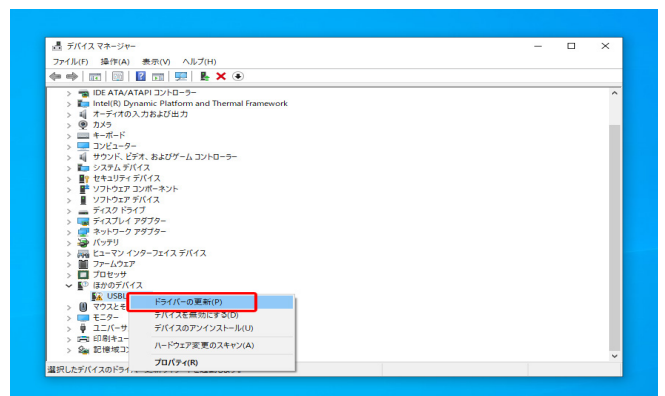 デバイス マネージャー
ファイル(F) 操作(A) 表示(V) ヘルプ(H)
IDE ATA/ATAPI コントローラー
Intel(R) Dynamic Platform and Thermal Framework
オーディオの入力および出力
カメラ
キーボード
コンピューター
サウンド、ビデオ、およびゲーム コントローラー
システム デバイス
セキュリティ デバイス
ソフトウェア コンポーネント
ソフトウェア デバイス
ディスク ドライブ
ディスプレイ アダプター
ネットワーク アダプター
バッテリ
ヒューマン インターフェイス デバイス
ファームウェア
プロセッサ
ほかのデバイス
USBL
ドライバーの更新(P)
マウスとそ
デバイスを無効にする(D)
モニター
ユニバーサ
デバイスのアンインストール(U)
印刷キュー
ハードウェア変更のスキャン(A)
記憶域コン
プロパティ(R)
選択したデバイスのドライ